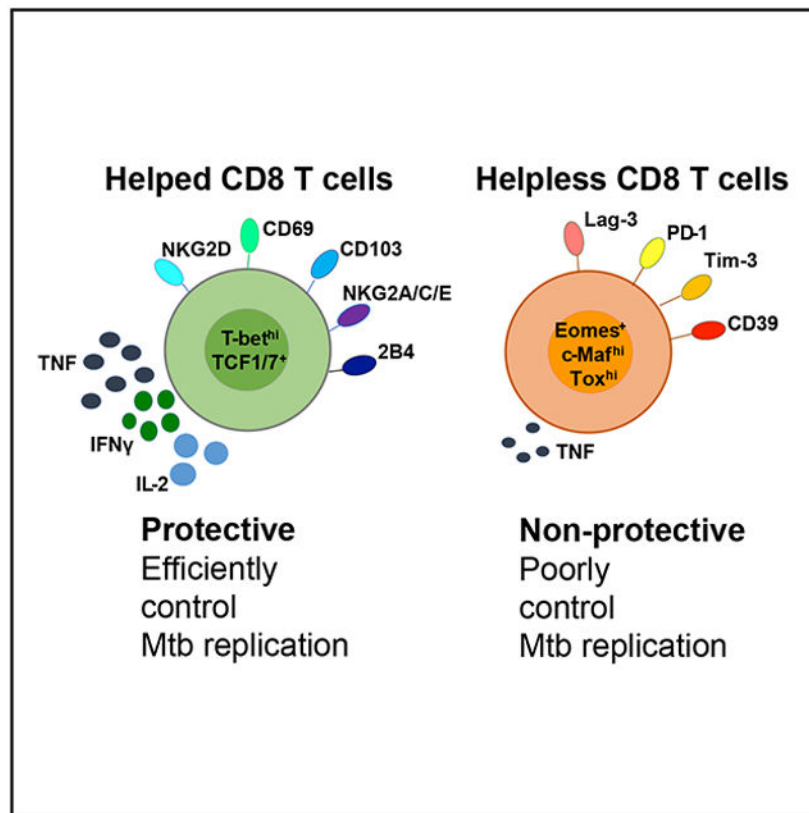 Helped CD8 T cells
NKG2D
CD69
CD103
NKG2A/C/E
2B4
T-betʰⁱ
TCF1/7⁺
TNF
IFNγ
IL-2
Protective
Efficiently
control
Mtb replication
Helpless CD8 T cells
Lag-3
PD-1
Tim-3
CD39
Eomes⁺
c-Mafʰⁱ
Toxʰⁱ
TNF
Non-protective
Poorly
control
Mtb replication